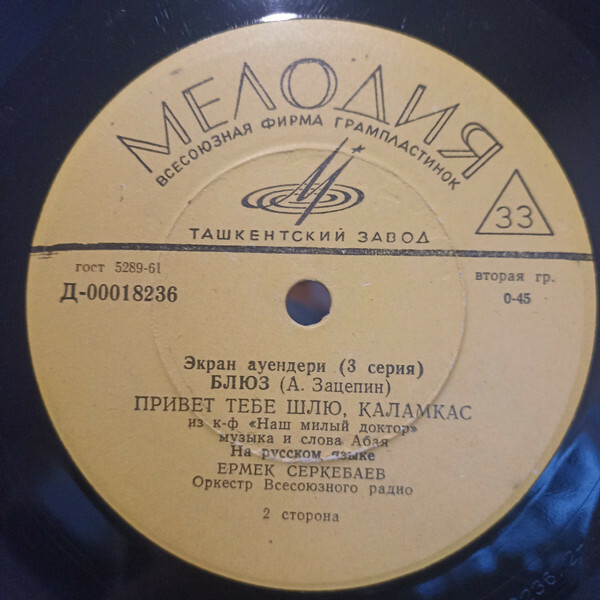 МЕЛОДИЯ
ВСЕСОЮЗНАЯ ФИРМА ГРАМПЛАСТИНОК
33
ТАШКЕНТСКИЙ ЗАВОД
гост 5289-61
вторая гр.
Д-00018236
0-45
Экран ауендери (3 серия)
БЛЮЗ (А. Зацепин)
ПРИВЕТ ТЕБЕ ШЛЮ, КАЛАМКАС
из к-ф «Наш милый доктор»
музыка и слова Абая
На русском языке
ЕРМЕК СЕРКЕБАЕВ
Оркестр Всесоюзного радио
2 сторона